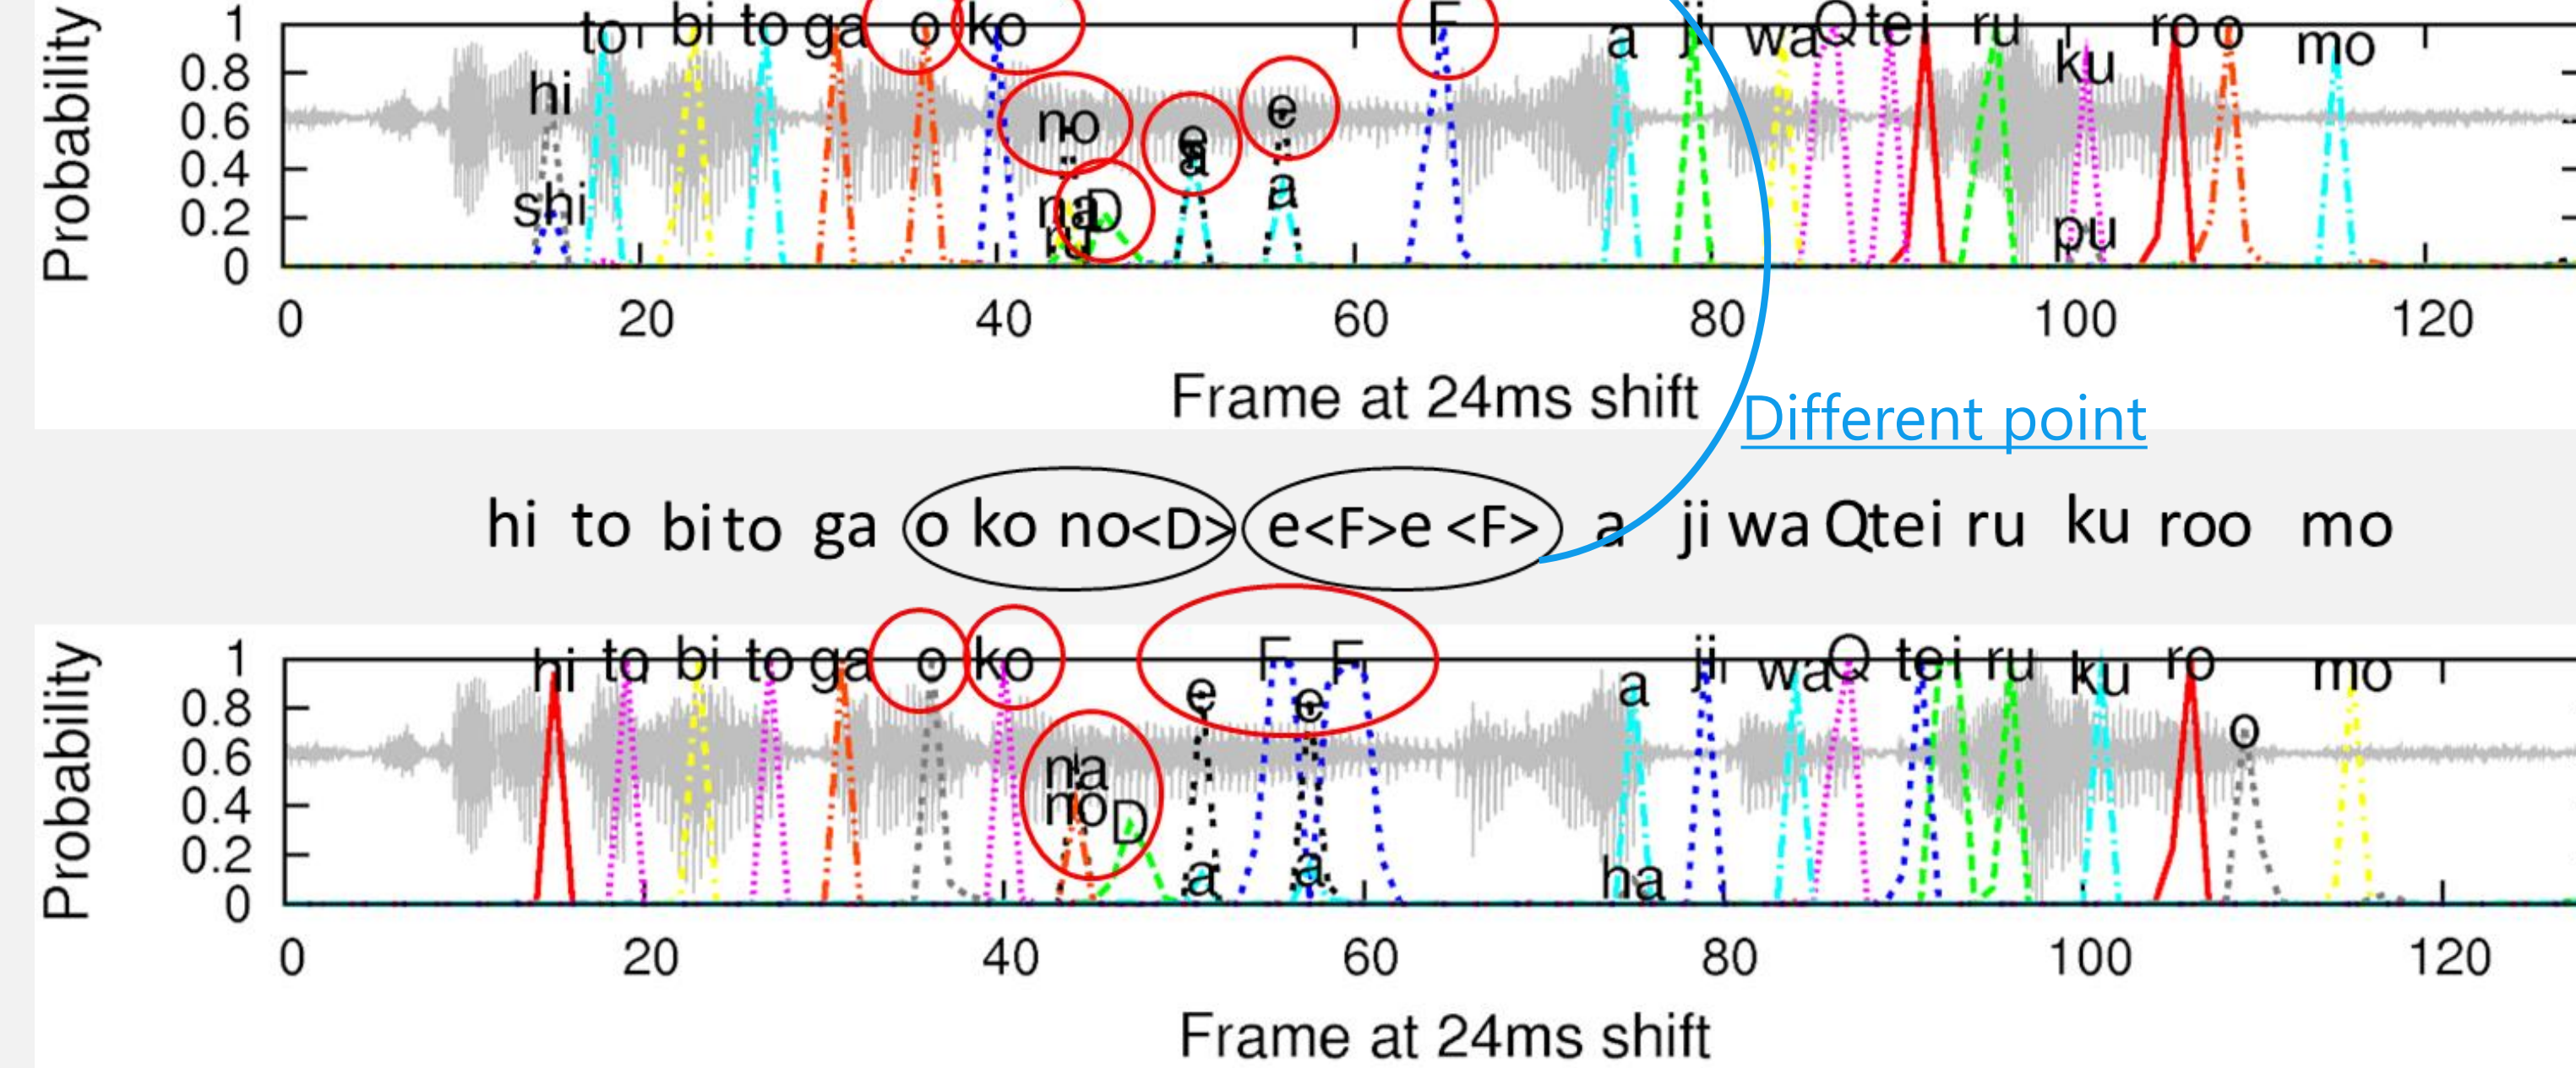 Probability
1
0.8
0.6
0.4
0.2
0
hi
shi
to bi to ga o ko
no
na D
e
a
e
a
F
a ji wa Q tei ru
ku
pu
ro o mo
0 20 40 60 80 100 120
Frame at 24ms shift
Different point
hi to bi to ga o ko no<D> e<F>e <F> a ji wa Qtei ru ku roo mo
Probability
1
0.8
0.6
0.4
0.2
0
hi to bi to ga o ko
na
no D
e
a
F
e
a
F
a
ha
ji wa Q tei ru ku ro
o
mo
0 20 40 60 80 100 120
Frame at 24ms shift